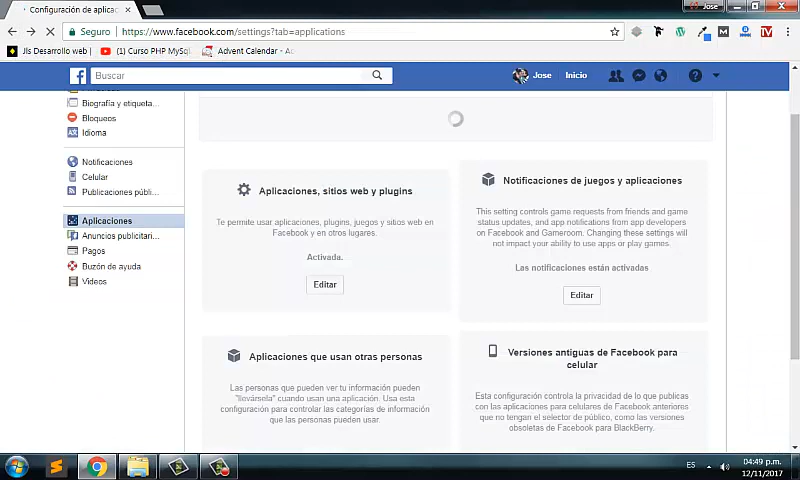 Configuración de aplicac
Jose
Seguro
https://www.facebook.com/settings?tab=applications
Jls Desarrollo web
(1) Curso PHP MySql
Advent Calendar - Ac
Buscar
Jose
Inicio
Biografía y etiqueta...
Bloqueos
Idioma
Notificaciones
Celular
Publicaciones públi...
Aplicaciones
Anuncios publicitari...
Pagos
Buzón de ayuda
Videos
Aplicaciones, sitios web y plugins
Te permite usar aplicaciones, plugins, juegos y sitios web en
Facebook y en otros lugares.
Activada.
Editar
Notificaciones de juegos y aplicaciones
This setting controls game requests from friends and game
status updates, and app notifications from app developers
on Facebook and Gameroom. Changing these settings will
not impact your ability to use apps or play games.
Las notificaciones están activadas
Editar
Aplicaciones que usan otras personas
Las personas que pueden ver tu información pueden
"llevársela" cuando usan una aplicación. Usa esta
configuración para controlar las categorías de información
que las personas pueden usar.
Versiones antiguas de Facebook para
celular
Esta configuración controla la privacidad de lo que publicas
con las aplicaciones para celulares de Facebook anteriores
que no tengan el selector de público, como las versiones
obsoletas de Facebook para BlackBerry.
ES
04:49 p.m.
12/11/2017